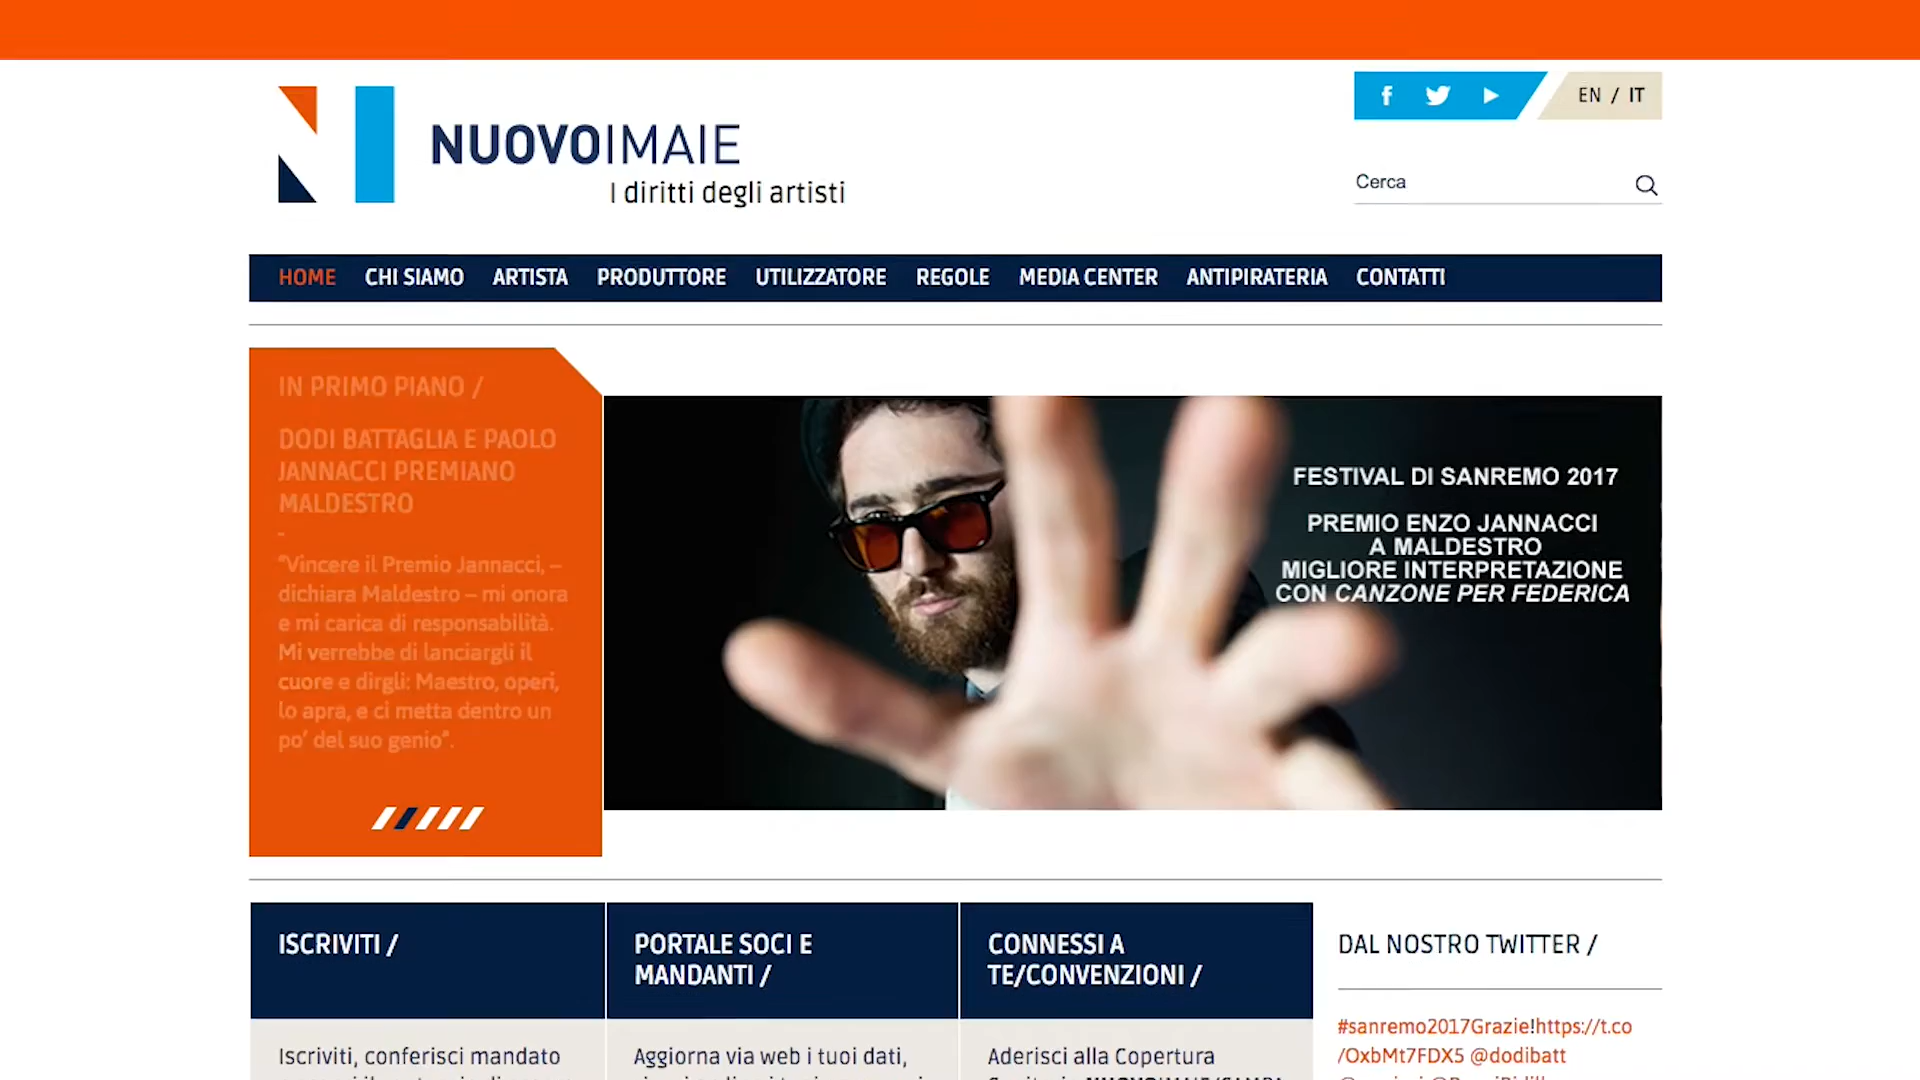 NUOVOIMAIE
I diritti degli artisti
EN / IT
Cerca
HOME CHI SIAMO ARTISTA PRODUTTORE UTILIZZATORE REGOLE MEDIA CENTER ANTIPIRATERIA CONTATTI
IN PRIMO PIANO /
DODI BATTAGLIA E PAOLO
JANNACCI PREMIANO
MALDESTRO
-
“Vincere il Premio Jannacci, –
dichiara Maldestro – mi onora
e mi carica di responsabilità.
Mi verrebbe di lanciargli il
cuore e dirgli: Maestro, operi,
lo apra, e ci metta dentro un
po’ del suo genio”.
FESTIVAL DI SANREMO 2017
PREMIO ENZO JANNACCI
A MALDESTRO
MIGLIORE INTERPRETAZIONE
CON CANZONE PER FEDERICA
ISCRIVITI /
Iscriviti, conferisci mandato
PORTALE SOCI E
MANDANTI /
Aggiorna via web i tuoi dati,
CONNESSI A
TE/CONVENZIONI /
Aderisci alla Copertura
DAL NOSTRO TWITTER /
#sanremo2017Grazie!https://t.co
/OxbMt7FDX5 @dodibatt